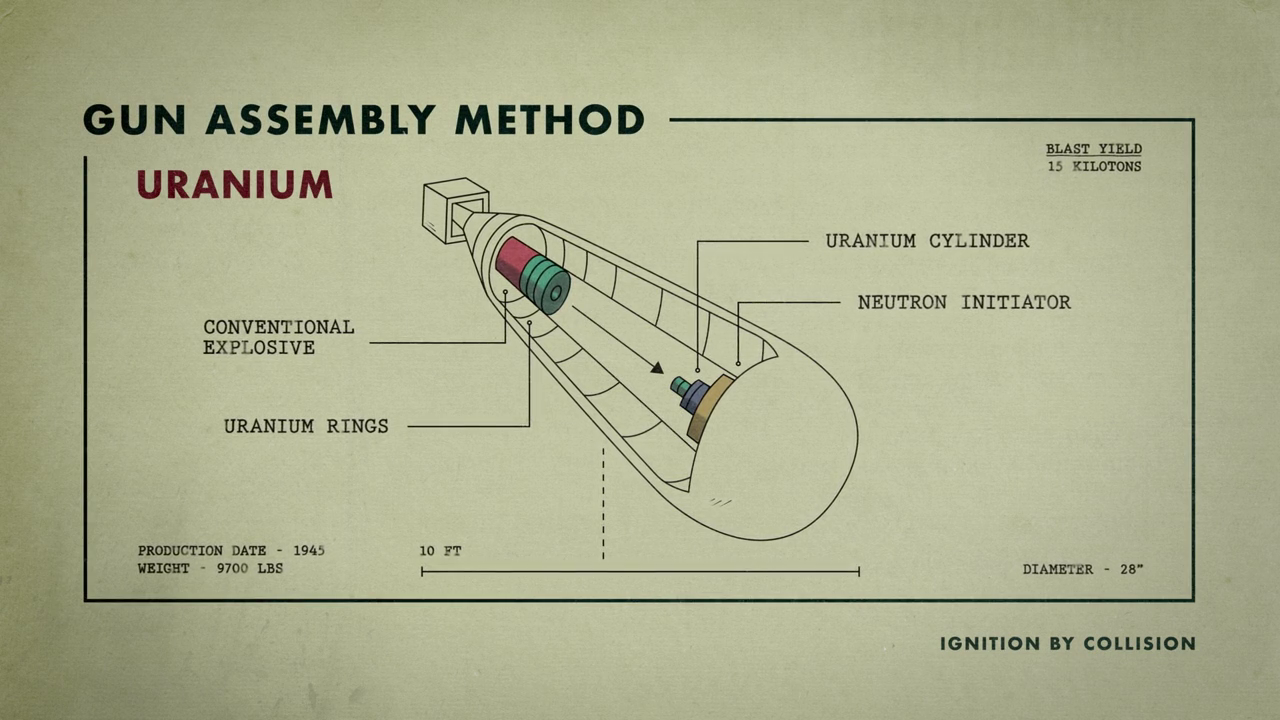 GUN ASSEMBLY METHOD
URANIUM
BLAST YIELD
15 KILOTONS
URANIUM CYLINDER
NEUTRON INITIATOR
CONVENTIONAL
EXPLOSIVE
URANIUM RINGS
PRODUCTION DATE - 1945
WEIGHT - 9700 LBS
10 FT
DIAMETER - 28”
IGNITION BY COLLISION